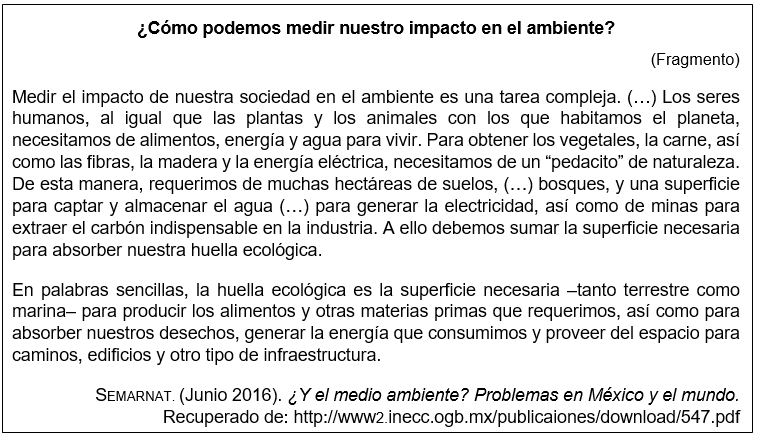 ¿Cómo podemos medir nuestro impacto en el ambiente?
(Fragmento)
Medir el impacto de nuestra sociedad en el ambiente es una tarea compleja. (…) Los seres
humanos, al igual que las plantas y los animales con los que habitamos el planeta,
necesitamos de alimentos, energía y agua para vivir. Para obtener los vegetales, la carne, así
como las fibras, la madera y la energía eléctrica, necesitamos de un “pedacito” de naturaleza.
De esta manera, requerimos de muchas hectáreas de suelos, (…) bosques, y una superficie
para captar y almacenar el agua (…) para generar la electricidad, así como de minas para
extraer el carbón indispensable en la industria. A ello debemos sumar la superficie necesaria
para absorber nuestra huella ecológica.
En palabras sencillas, la huella ecológica es la superficie necesaria –tanto terrestre como
marina– para producir los alimentos y otras materias primas que requerimos, así como para
absorber nuestros desechos, generar la energía que consumimos y proveer del espacio para
caminos, edificios y otro tipo de infraestructura.
SEMARNAT. (Junio 2016). ¿Y el medio ambiente? Problemas en México y el mundo.
Recuperado de: http://www2.inecc.ogb.mx/publicaiones/download/547.pdf